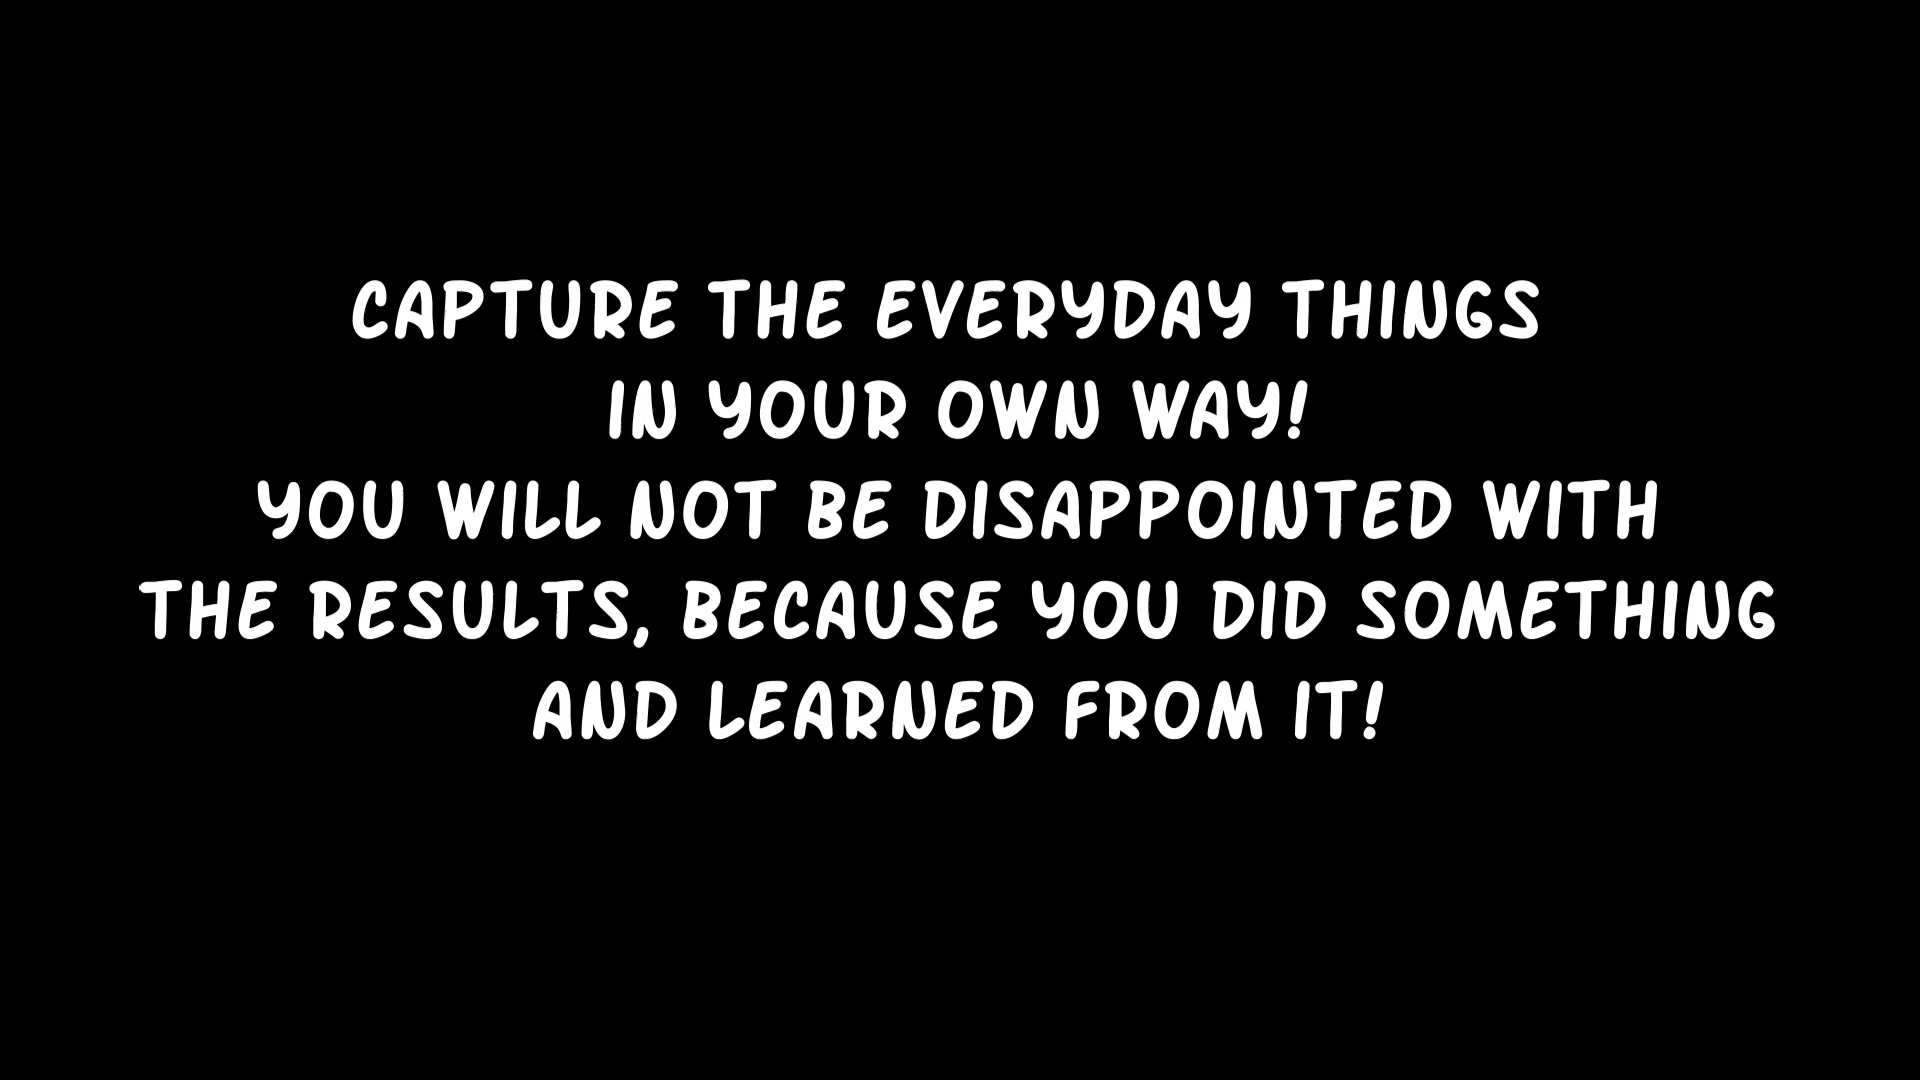 CAPTURE THE EVERYDAY THINGS
IN YOUR OWN WAY!
YOU WILL NOT BE DISAPPOINTED WITH
THE RESULTS, BECAUSE YOU DID SOMETHING
AND LEARNED FROM IT!